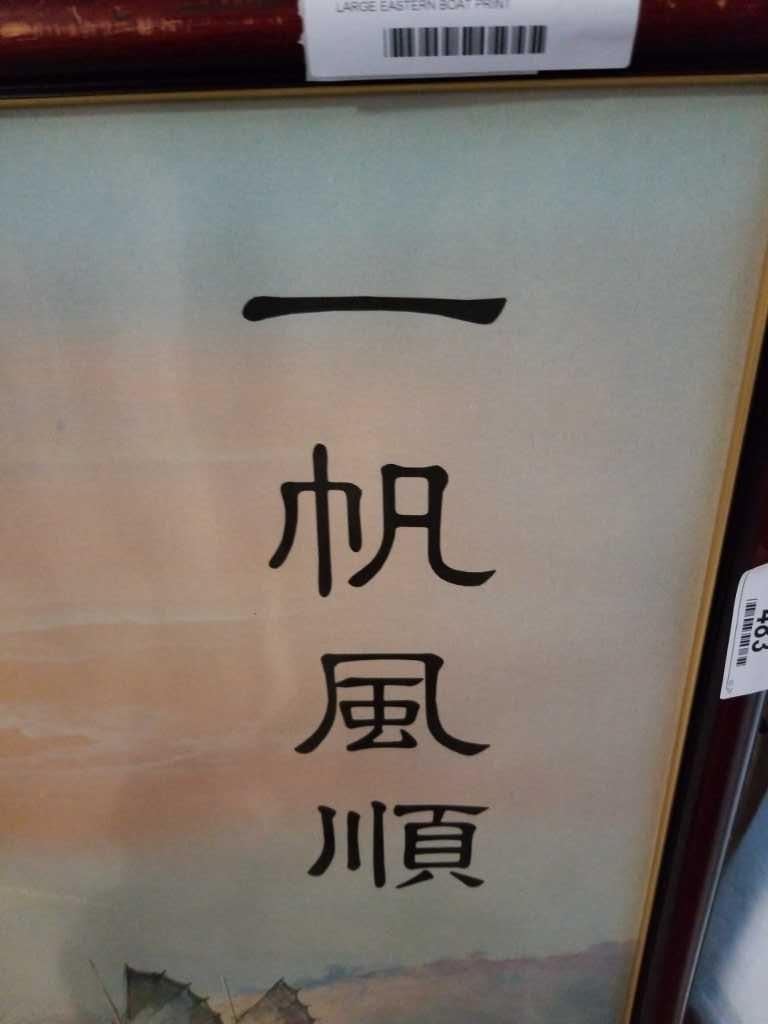 LARGE EASTERN BOAT PRINT
一帆風順
463